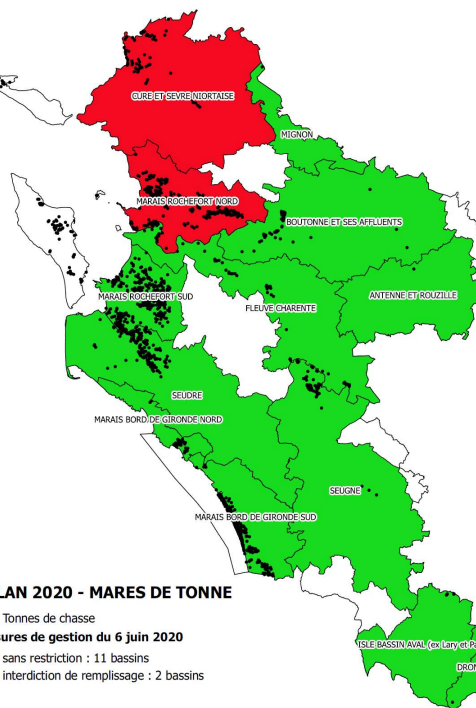 CURE ET SEVRE NIORTAISE
MIGNON
MARAIS ROCHEFORT NORD
BOUTONNE ET SES AFFLUENTS
MARAIS ROCHEFORT SUD
ANTENNE ET ROUZILLE
FLEUVE CHARENTE
SEUDRE
MARAIS BORD DE GIRONDE NORD
SEUGNE
MARAIS BORD DE GIRONDE SUD
LAN 2020 - MARES DE TONNE
Tonnes de chasse
ures de gestion du 6 juin 2020
sans restriction : 11 bassins
interdiction de remplissage : 2 bassins
ISLE BASSIN AVAL (ex Lary et Pa
DRON